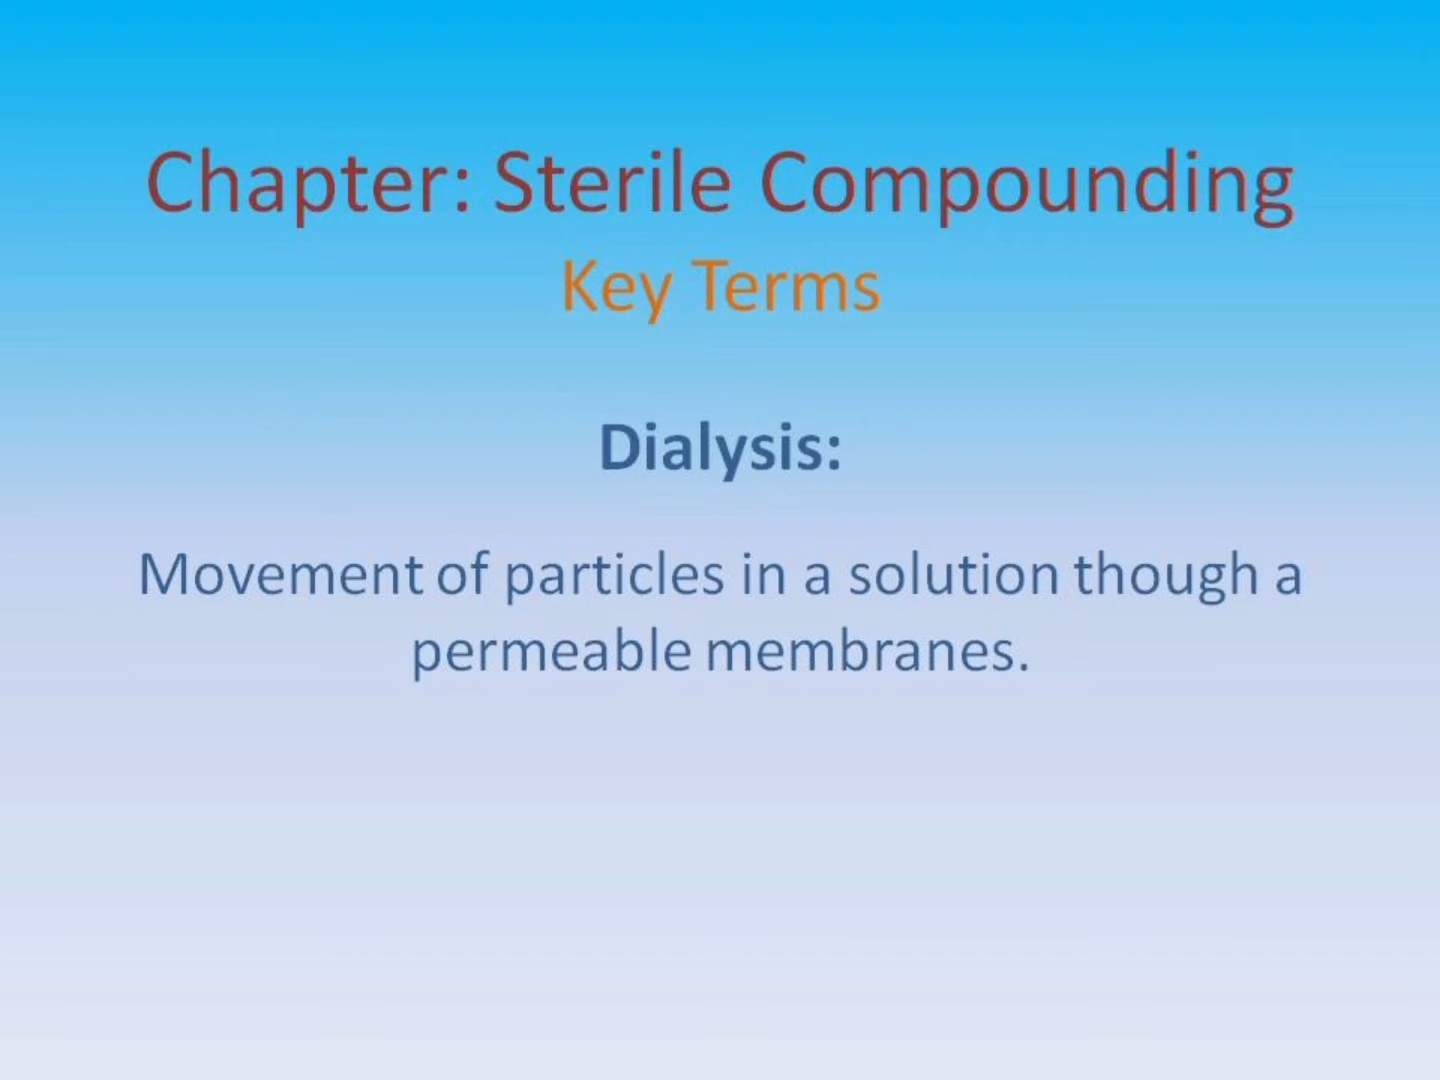 Chapter: Sterile Compounding
Key Terms
Dialysis:
Movement of particles in a solution though a
permeable membranes.